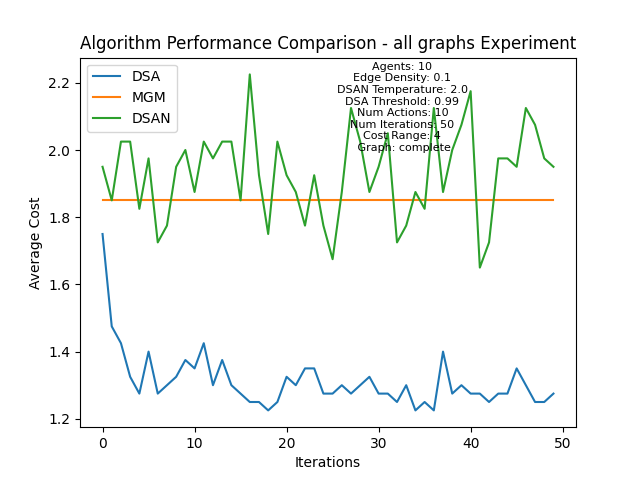 Algorithm Performance Comparison - all graphs Experiment
DSA
MGM
DSAN
Agents: 10
Edge Density: 0.1
DSAN Temperature: 2.0
DSA Threshold: 0.99
Num Actions: 10
Num Iterations: 50
Cost Range: 4
Graph: complete
Average Cost
2.2
2.0
1.8
1.6
1.4
1.2
0
10
20
30
40
50
Iterations